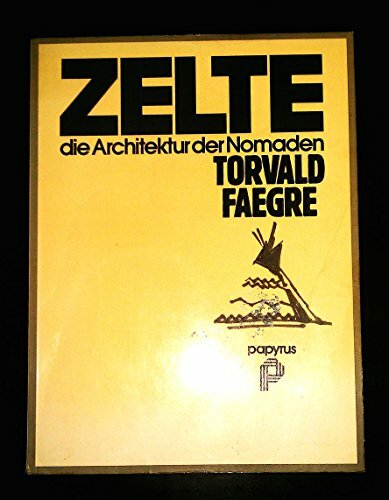 ZELTE
die Architektur der Nomaden
TORVALD
FAEGRE
papyrus